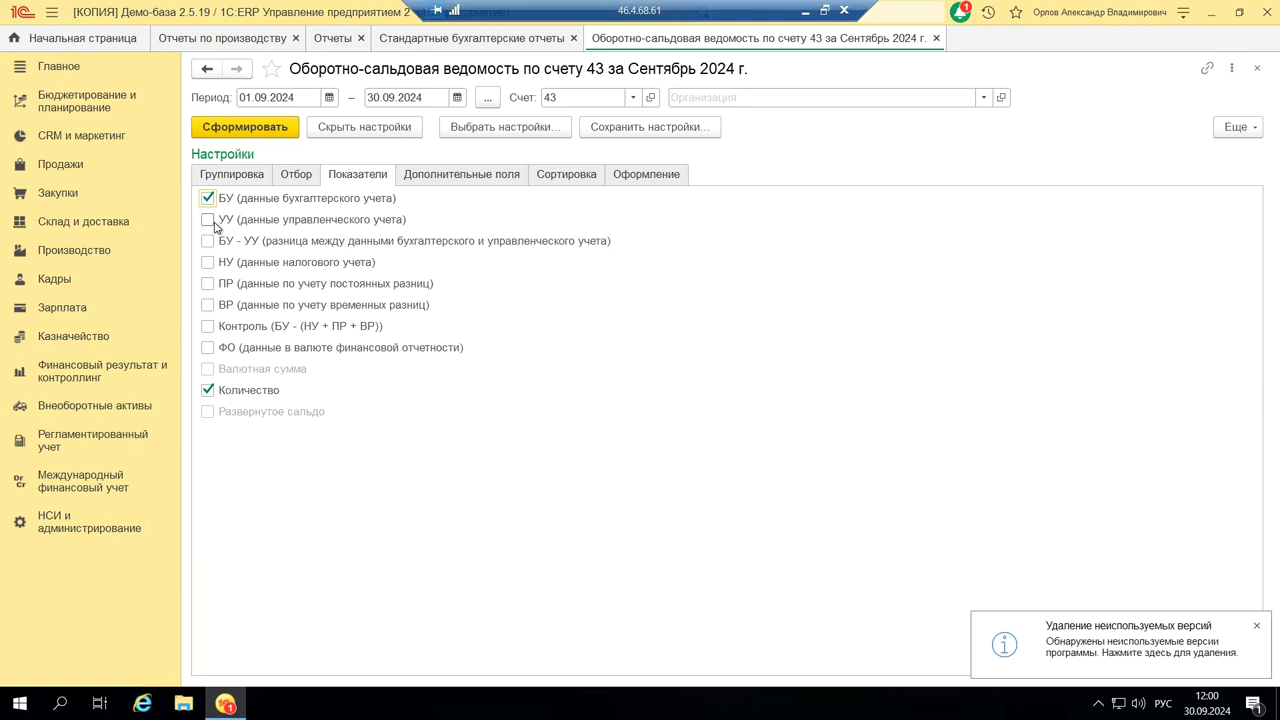 [КОПИЯ] Демо-база 2.5.19 / 1С:ERP Управление предприятием 2
46.4.68.61
Орлов Александр Владимирович
Начальная страница
Отчеты по производству
Отчеты
Стандартные бухгалтерские отчеты
Оборотно-сальдовая ведомость по счету 43 за Сентябрь 2024 г.
Главное
Бюджетирование и
планирование
CRM и маркетинг
Продажи
Закупки
Склад и доставка
Производство
Кадры
Зарплата
Казначейство
Финансовый результат и
контроллинг
Внеоборотные активы
Регламентированный
учет
Международный
финансовый учет
НСИ и
администрирование
Оборотно-сальдовая ведомость по счету 43 за Сентябрь 2024 г.
Период: 01.09.2024 – 30.09.2024 ... Счет: 43 Организация
Сформировать Скрыть настройки Выбрать настройки... Сохранить настройки... Еще
Настройки
Группировка Отбор Показатели Дополнительные поля Сортировка Оформление
БУ (данные бухгалтерского учета)
УУ (данные управленческого учета)
БУ - УУ (разница между данными бухгалтерского и управленческого учета)
НУ (данные налогового учета)
ПР (данные по учету постоянных разниц)
ВР (данные по учету временных разниц)
Контроль (БУ - (НУ + ПР + ВР))
ФО (данные в валюте финансовой отчетности)
Валютная сумма
Количество
Развернутое сальдо
Удаление неиспользуемых версий
Обнаружены неиспользуемые версии
программы. Нажмите здесь для удаления.
РУС
12:00
30.09.2024